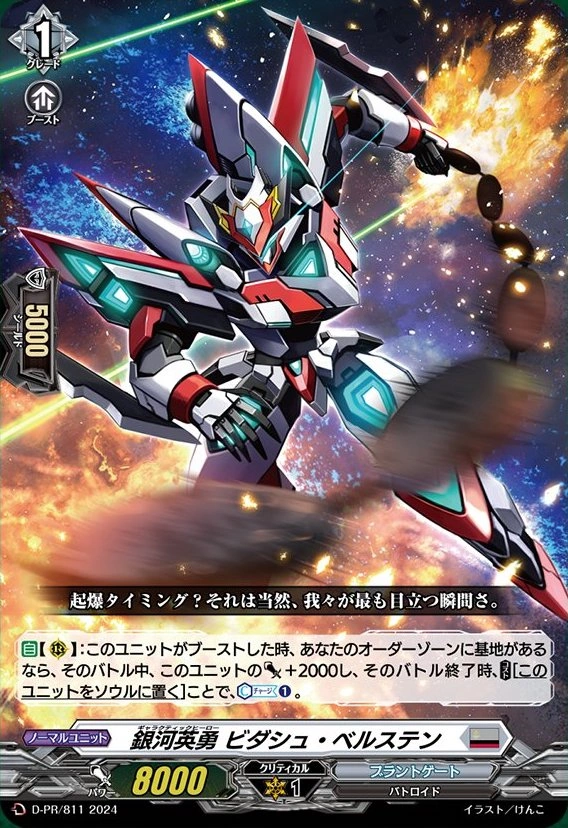 1
グレード
ブースト
5000
シールド
起爆タイミング？それは当然、我々が最も目立つ瞬間さ。
自【】：このユニットがブーストした時、あなたのオーダーゾーンに基地がある
なら、そのバトル中、このユニットの＋2000し、そのバトル終了時、[この
ユニットをソウルに置く]ことで、C チャージ 1。
ノーマルユニット
ギャラクティックヒーロー
銀河英勇 ビダシュ・ベルステン
パワー 8000
クリティカル
1
ブラントゲート
バトロイド
D-PR/811 2024
イラスト／けんこ